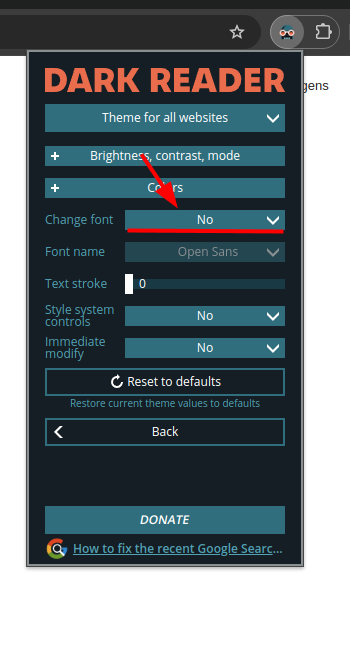 gens
DARK READER
Theme for all websites
+ Brightness, contrast, mode
+ Colors
Change font No
Font name Open Sans
Text stroke 0
Style system
controls No
Immediate
modify No
Reset to defaults
Restore current theme values to defaults
Back
DONATE
How to fix the recent Google Searc...